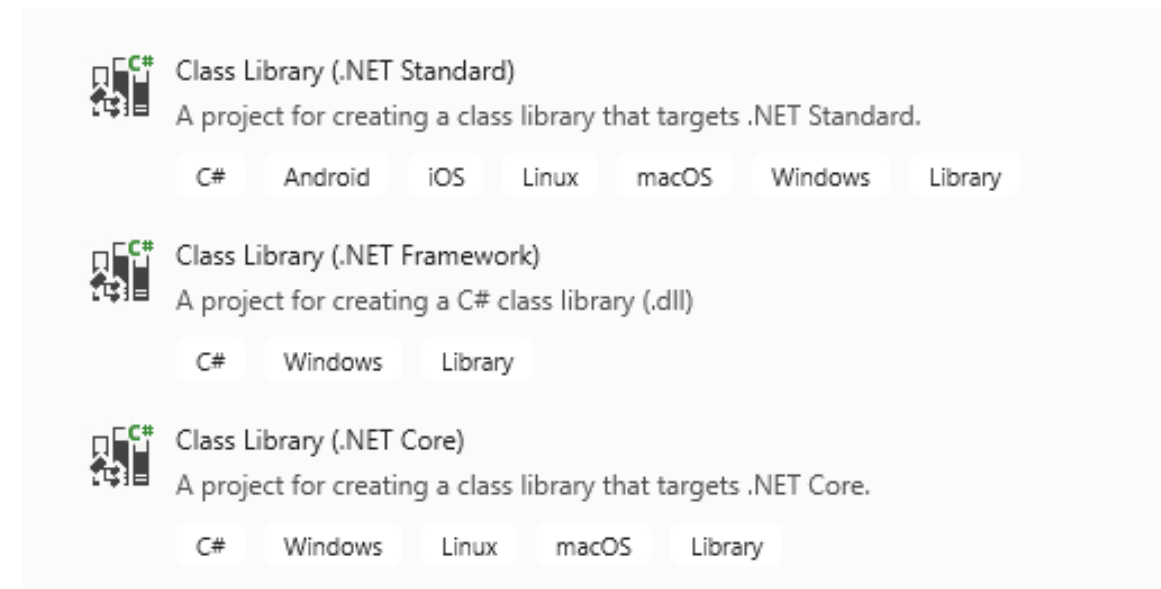 C# Class Library (.NET Standard)
A project for creating a class library that targets .NET Standard.
C# Android iOS Linux macOS Windows Library
C# Class Library (.NET Framework)
A project for creating a C# class library (.dll)
C# Windows Library
C# Class Library (.NET Core)
A project for creating a class library that targets .NET Core.
C# Windows Linux macOS Library